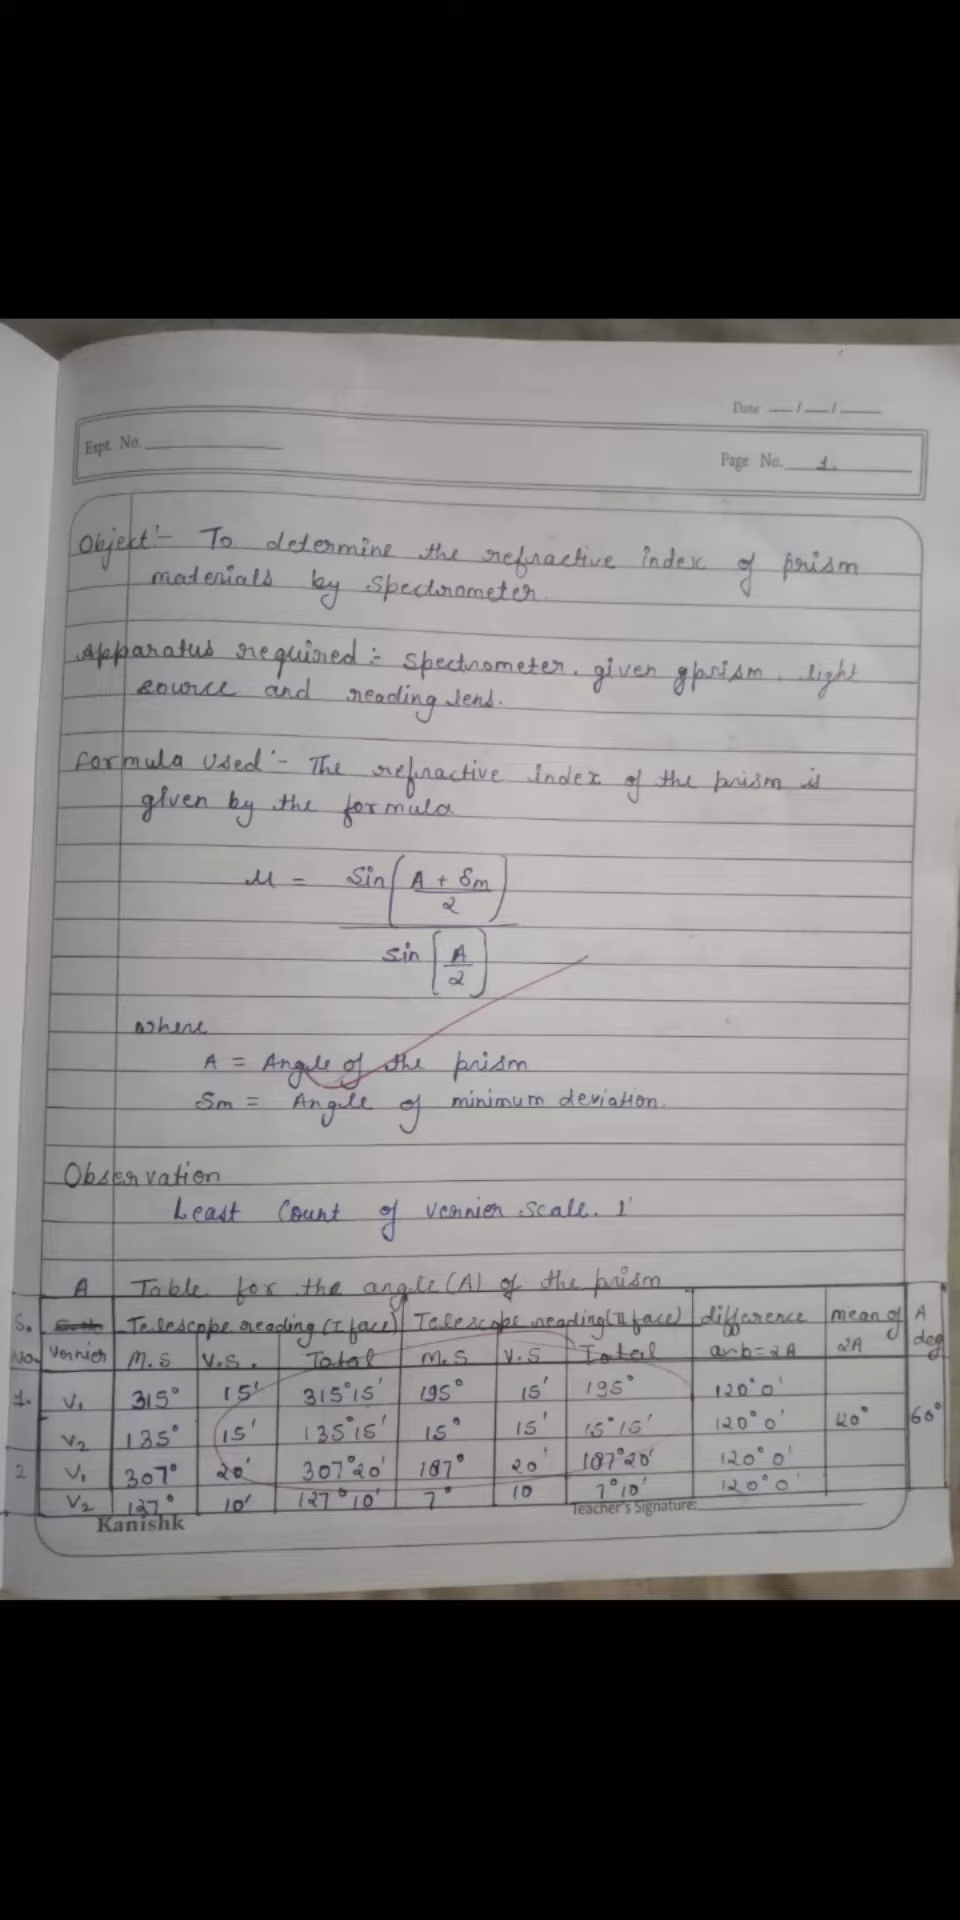 Date __/__/____
Expt. No. ________
Page No. 1.
Object:- To determine the refractive index of prism
materials by Spectrometer.
Apparatus required:- Spectrometer, given gprism, light
source and reading lens.
Formula Used:- The refractive index of the prism is
given by the formula
μ = Sin(A + δm/2)
sin[A/2]
where
A = Angle of the prism
δm = Angle of minimum deviation.
Observation
Least Count of vernier scale. 1'
A Table for the angle (A) of the prism
S. No. Vernier Telescope reading (I face) Telescope reading (II face) difference mean of A
M.S V.S. Total M.S V.S Total a-b=2A 2A deg
1. V1 315° 15' 315°15' 195° 15' 195° 120°0'
V2 135° 15' 135°15' 15° 15' 15°15' 120°0' 120° 60°
2 V1 307° 20' 307°20' 187° 20' 187°20' 120°0'
V2 127° 10' 127°10' 7° 10 7°10' 120°0'
Teacher's Signature:
Kanishk